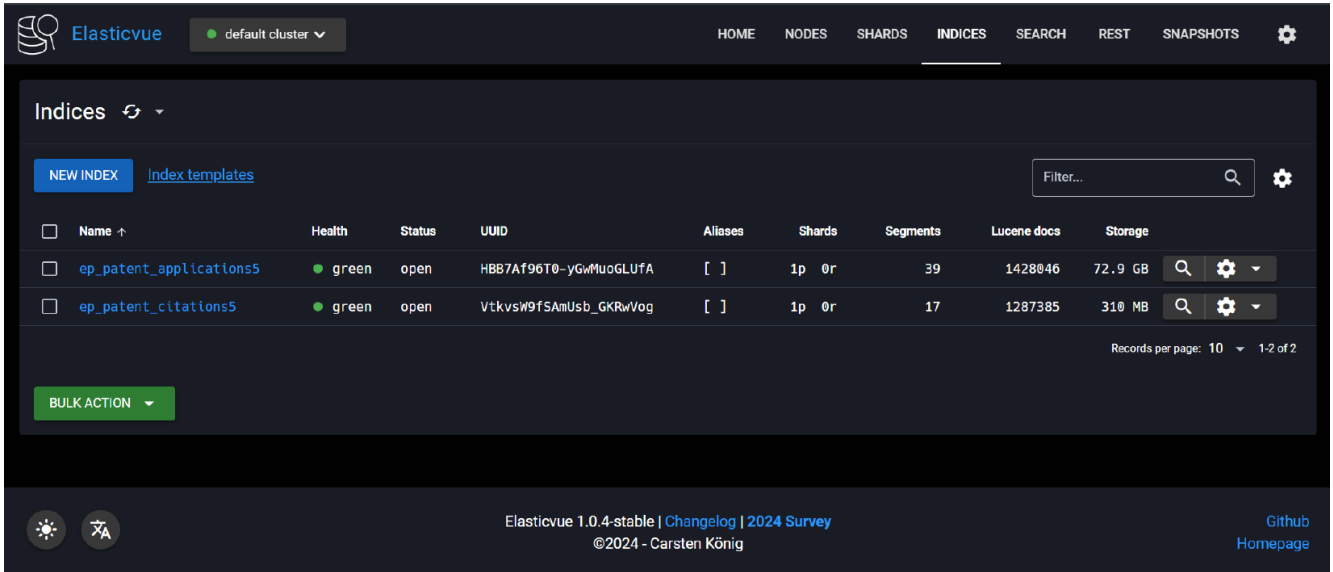 Elasticvue default cluster HOME NODES SHARDS INDICES SEARCH REST SNAPSHOTS
Indices
NEW INDEX Index templates Filter...
Name ↑ Health Status UUID Aliases Shards Segments Lucene docs Storage
ep_patent_applications5 green open HBB7Af96T0-yGwMuoGLUfA [ ] 1p 0r 39 1428046 72.9 GB
ep_patent_citations5 green open VtkvsW9fSAmUsb_GKRwVog [ ] 1p 0r 17 1287385 310 MB
Records per page: 10 1-2 of 2
BULK ACTION
Elasticvue 1.0.4-stable | Changelog | 2024 Survey Github
©2024 - Carsten König Homepage